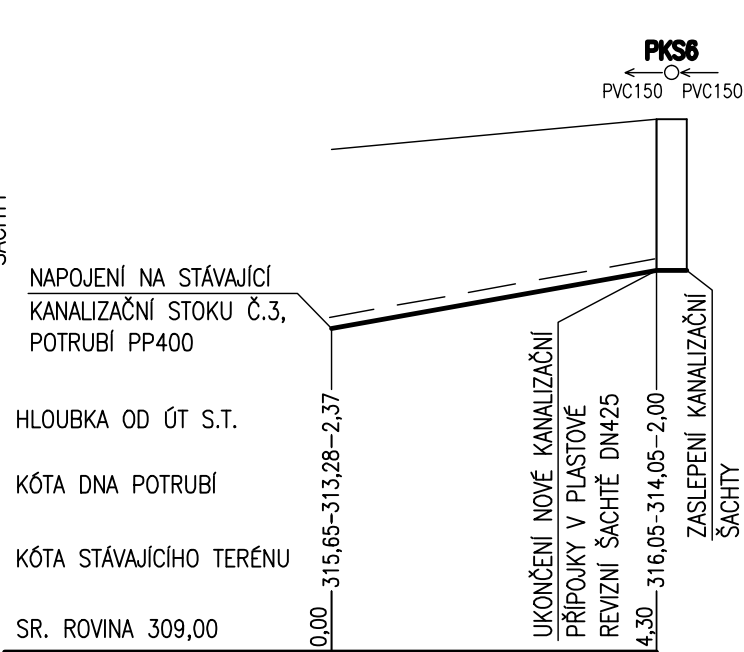 PKS6
PVC150 PVC150
ŠACHTY
NAPOJENÍ NA STÁVAJÍCÍ
KANALIZAČNÍ STOKU Č.3,
POTRUBÍ PP400
HLOUBKA OD ÚT S.T.
KÓTA DNA POTRUBÍ
KÓTA STÁVAJÍCÍHO TERÉNU
SR. ROVINA 309,00
0,00
315,65-313,28-2,37
UKONČENÍ NOVÉ KANALIZAČNÍ
PŘÍPOJKY V PLASTOVÉ
REVIZNÍ ŠACHTĚ DN425
4,30
316,05-314,05-2,00
ZASLEPENÍ KANALIZAČNÍ
ŠACHTY